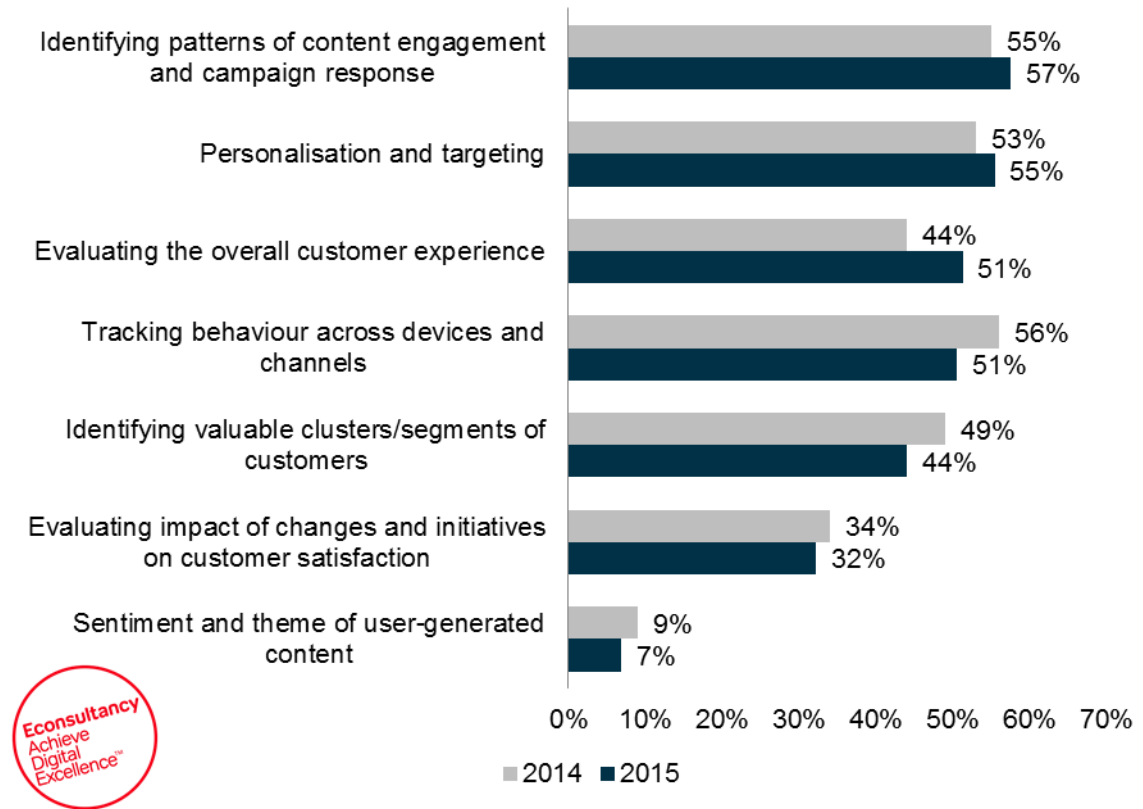 Identifying patterns of content engagement
and campaign response
55%
57%
Personalisation and targeting
53%
55%
Evaluating the overall customer experience
44%
51%
Tracking behaviour across devices and
channels
56%
51%
Identifying valuable clusters/segments of
customers
49%
44%
Evaluating impact of changes and initiatives
on customer satisfaction
34%
32%
Sentiment and theme of user-generated
content
9%
7%
0% 10% 20% 30% 40% 50% 60% 70%
2014 2015
Econsultancy
Achieve
Digital
Excellence™